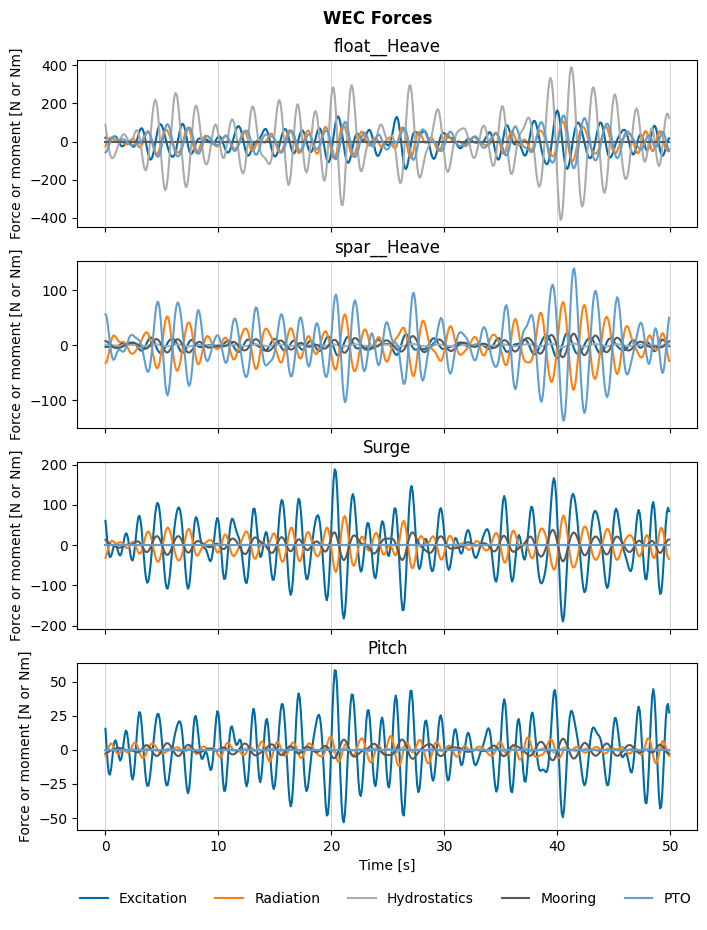 WEC Forces
float__Heave
Force or moment [N or Nm]
400
200
0
−200
−400
spar__Heave
Force or moment [N or Nm]
100
0
−100
Surge
Force or moment [N or Nm]
200
100
0
−100
−200
Pitch
Force or moment [N or Nm]
50
25
0
−25
−50
0 10 20 30 40 50
Time [s]
Excitation Radiation Hydrostatics Mooring PTO